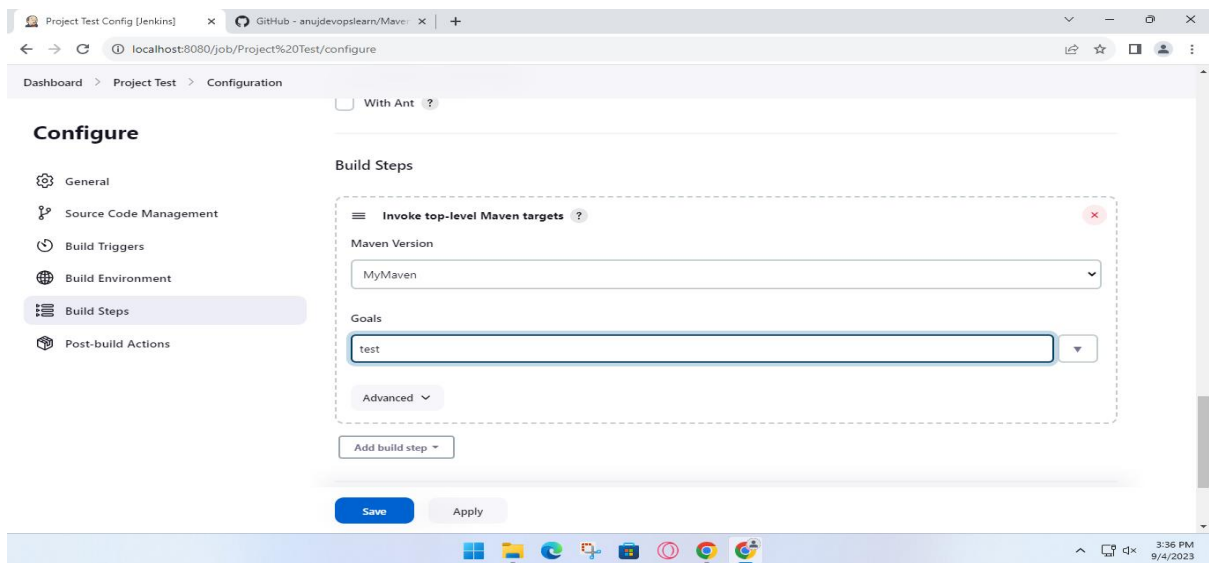 Project Test Config [Jenkins]
GitHub - anujdevopslearn/Maven
localhost:8080/job/Project%20Test/configure
Dashboard > Project Test > Configuration
With Ant ?
Configure
General
Source Code Management
Build Triggers
Build Environment
Build Steps
Post-build Actions
Build Steps
Invoke top-level Maven targets ?
Maven Version
MyMaven
Goals
test
Advanced
Add build step
Save Apply
3:36 PM
9/4/2023